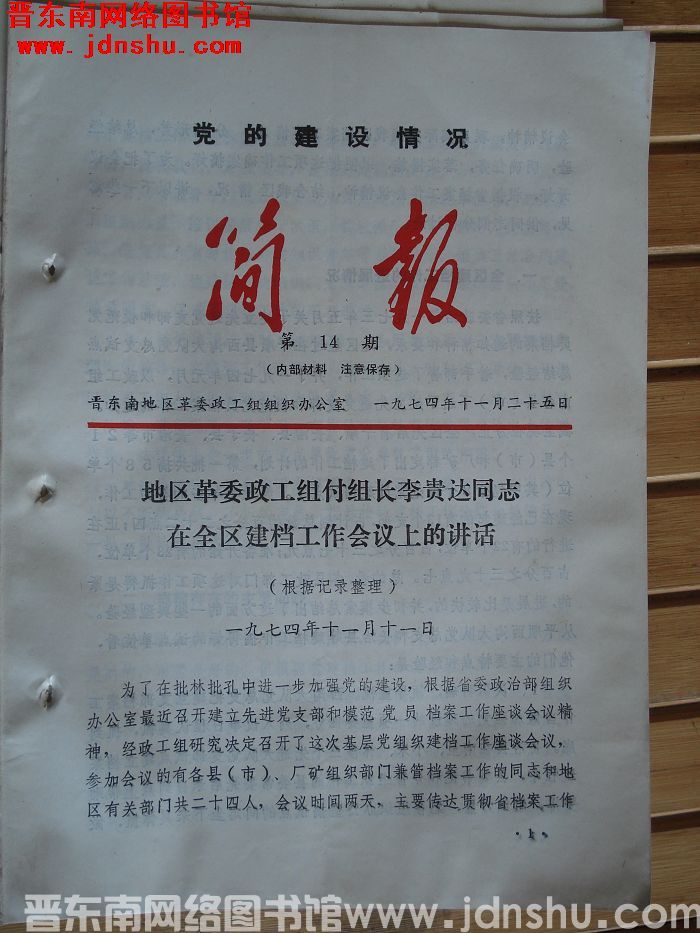 晋东南网络图书馆
www.jdnshu.com
党的建设情况
简报
第 14 期
（内部材料 注意保存）
晋东南地区革委政工组组织办公室 一九七四年十一月二十五日
地区革委政工组付组长李贵达同志
在全区建档工作会议上的讲话
（根据记录整理）
一九七四年十一月十一日
为了在批林批孔中进一步加强党的建设，根据省委政治部组织
办公室最近召开建立先进党支部和模范党员档案工作座谈会议精
神，经政工组研究决定召开了这次基层党组织建档工作座谈会议，
参加会议的有各县（市）、厂矿组织部门兼管档案工作的同志和地
区有关部门共二十四人，会议时间两天，主要传达贯彻省档案工作
·1·
晋东南网络图书馆www.jdnshu.com